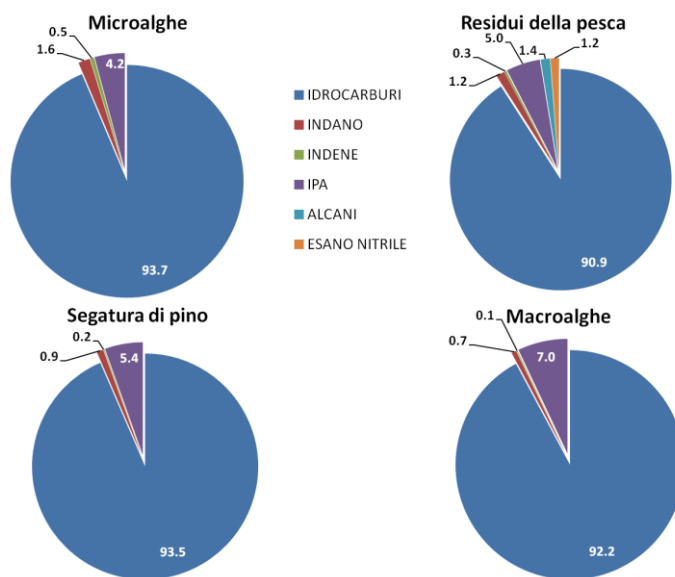 Microalghe
0.5
1.6
4.2
93.7
IDROCARBURI
INDANO
INDENE
IPA
ALCANI
ESANO NITRILE
Residui della pesca
5.0
1.4
1.2
0.3
1.2
90.9
Segatura di pino
0.2
0.9
5.4
93.5
Macroalghe
0.1
0.7
7.0
92.2